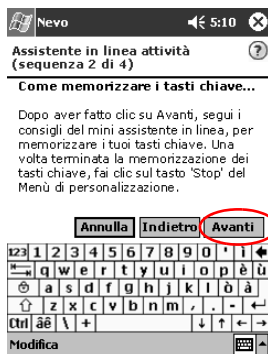 Nevo 5:10
Assistente in linea attività
(sequenza 2 di 4)
Come memorizzare i tasti chiave...
Dopo aver fatto clic su Avanti, segui i
consigli del mini assistente in linea, per
memorizzare i tuoi tasti chiave. Una
volta terminata la memorizzazione dei
tasti chiave, fai clic sul tasto 'Stop' del
Menù di personalizzazione.
Annulla Indietro Avanti
123 1 2 3 4 5 6 7 8 9 0 ' ì
q w e r t y u i o p è ù
a s d f g h j k l ò à
z x c v b n m , . -
Ctrl áê \ +
Modifica